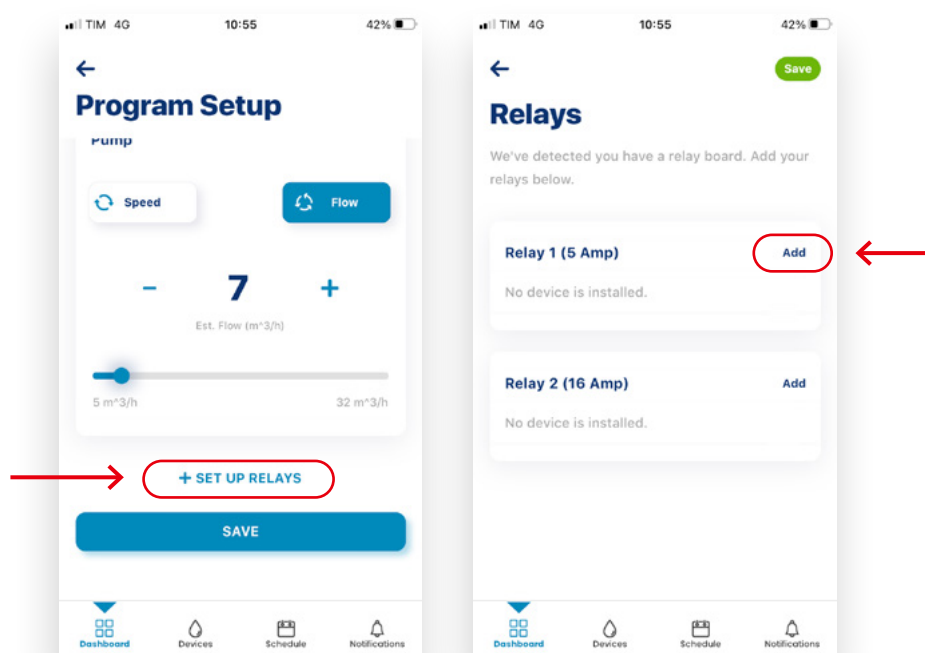 TIM 4G 10:55 42%
Program Setup
Pump
Speed Flow
- 7 +
Est. Flow (m^3/h)
5 m^3/h 32 m^3/h
+ SET UP RELAYS
SAVE
Dashboard Devices Schedule Notifications
TIM 4G 10:55 42%
Save
Relays
We've detected you have a relay board. Add your
relays below.
Relay 1 (5 Amp) Add
No device is installed.
Relay 2 (16 Amp) Add
No device is installed.
Dashboard Devices Schedule Notifications